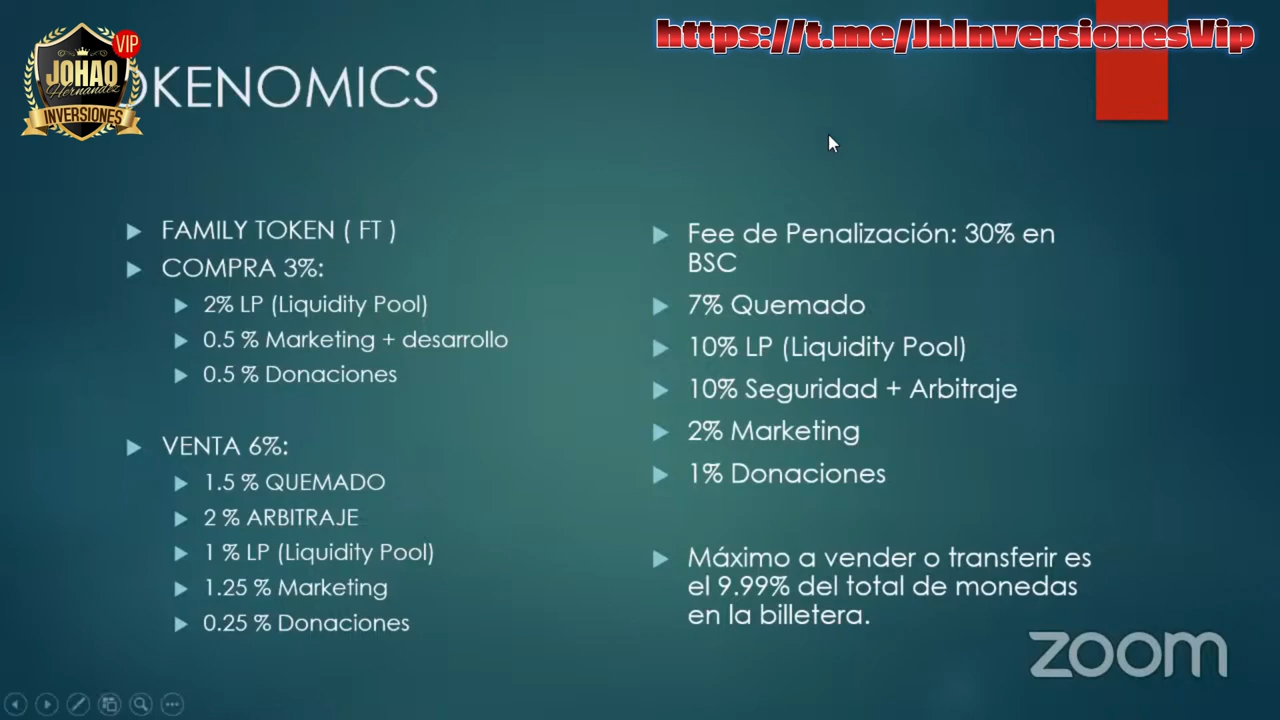 https://t.me/JhInversionesVip
VIP
JOHAO
Hernandez
INVERSIONES
OKENOMICS
FAMILY TOKEN ( FT )
COMPRA 3%:
2% LP (Liquidity Pool)
0.5 % Marketing + desarrollo
0.5 % Donaciones
VENTA 6%:
1.5 % QUEMADO
2 % ARBITRAJE
1 % LP (Liquidity Pool)
1.25 % Marketing
0.25 % Donaciones
Fee de Penalización: 30% en
BSC
7% Quemado
10% LP (Liquidity Pool)
10% Seguridad + Arbitraje
2% Marketing
1% Donaciones
Máximo a vender o transferir es
el 9.99% del total de monedas
en la billetera.
zoom